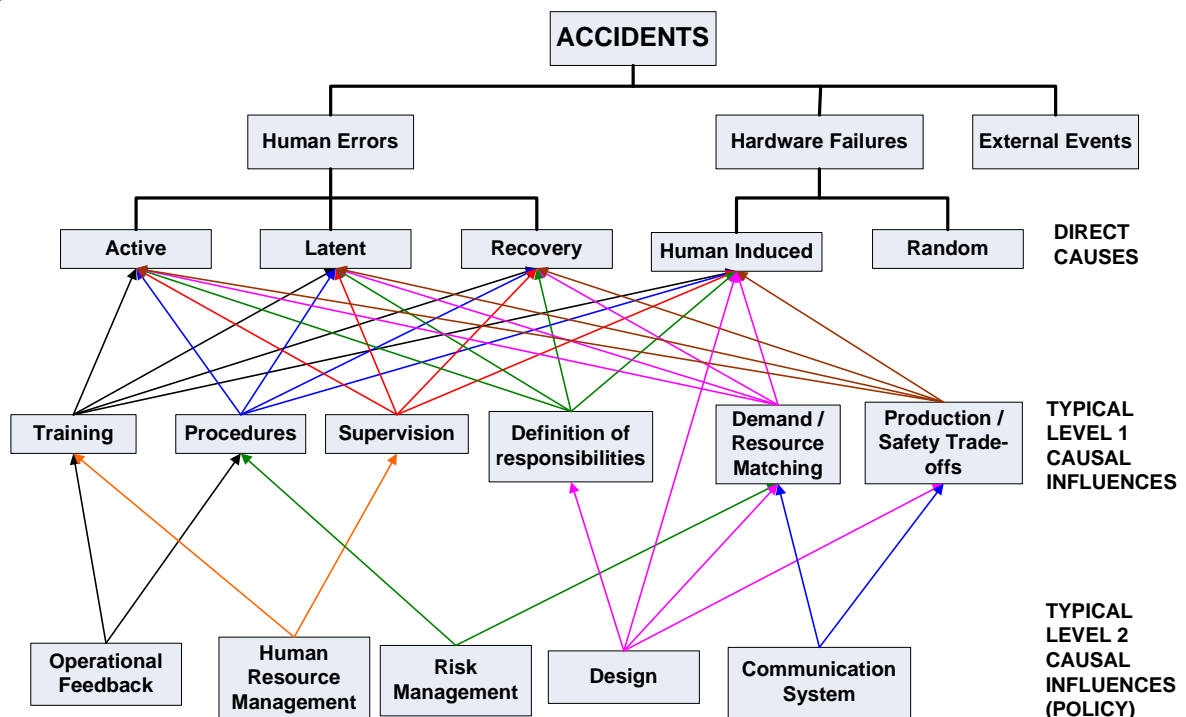 ACCIDENTS
Human Errors
Hardware Failures
External Events
Active
Latent
Recovery
Human Induced
Random
DIRECT
CAUSES
Training
Procedures
Supervision
Definition of
responsibilities
Demand /
Resource
Matching
Production /
Safety Trade-
offs
TYPICAL
LEVEL 1
CAUSAL
INFLUENCES
Operational
Feedback
Human
Resource
Management
Risk
Management
Design
Communication
System
TYPICAL
LEVEL 2
CAUSAL
INFLUENCES
(POLICY)